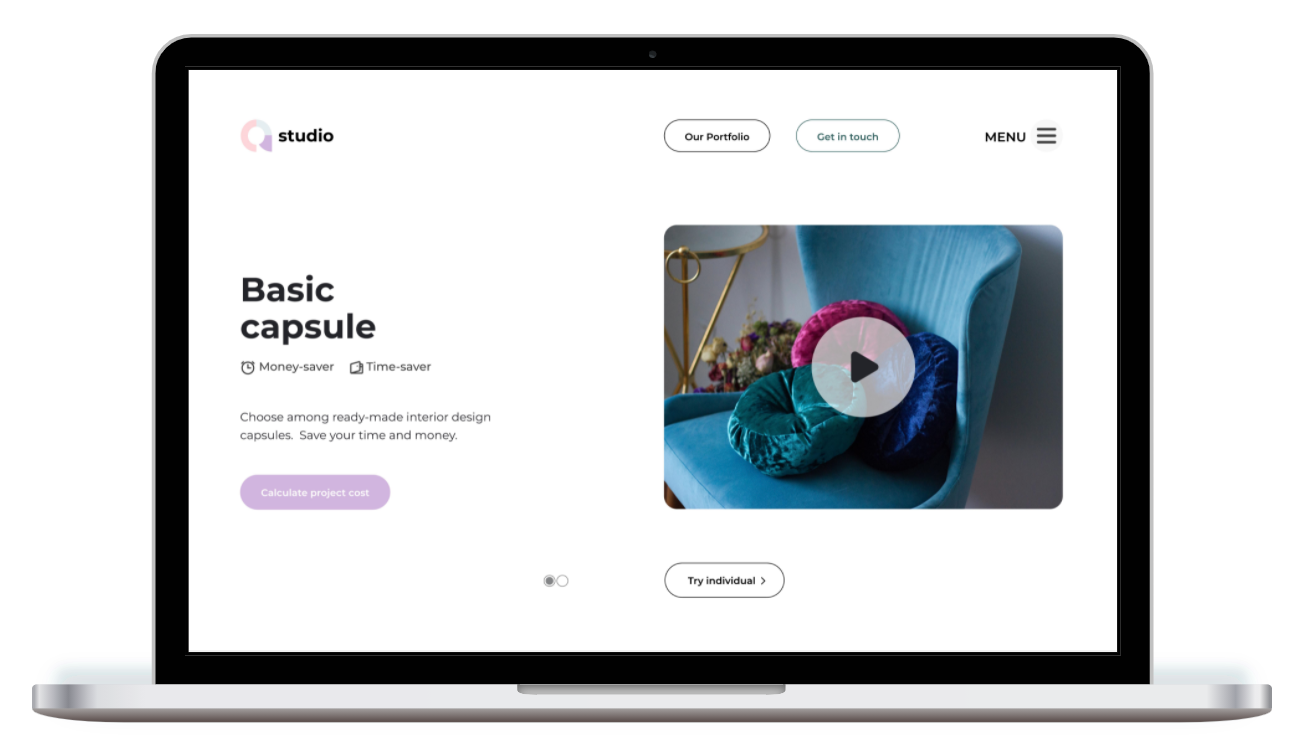 studio
Our Portfolio
Get in touch
MENU
Basic
capsule
Money-saver Time-saver
Choose among ready-made interior design
capsules. Save your time and money.
Calculate project cost
Try individual